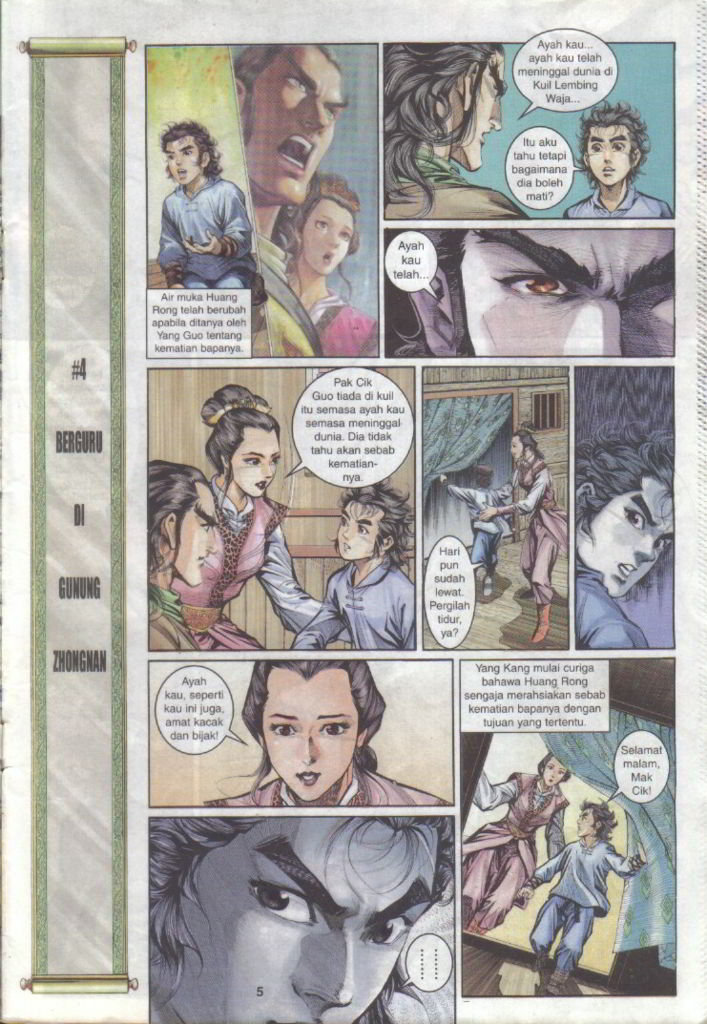 #4
BERGURU
DI
GUNUNG
ZHONGNAN
Air muka Huang
Rong telah berubah
apabila ditanya oleh
Yang Guo tentang
kematian bapanya.
Ayah kau...
ayah kau telah
meninggal dunia di
Kuil Lembing
Waja...
Itu aku
tahu tetapi
bagaimana
dia boleh
mati?
Ayah
kau
telah...
Pak Cik
Guo tiada di kuil
itu semasa ayah kau
semasa meninggal
dunia. Dia tidak
tahu akan sebab
kematian-
nya.
Hari
pun
sudah
lewat.
Pergilah
tidur,
ya?
Ayah
kau, seperti
kau ini juga,
amat kacak
dan bijak!
Yang Kang mulai curiga
bahawa Huang Rong
sengaja merahsiakan sebab
kematian bapanya dengan
tujuan yang tertentu.
Selamat
malam,
Mak
Cik!
5